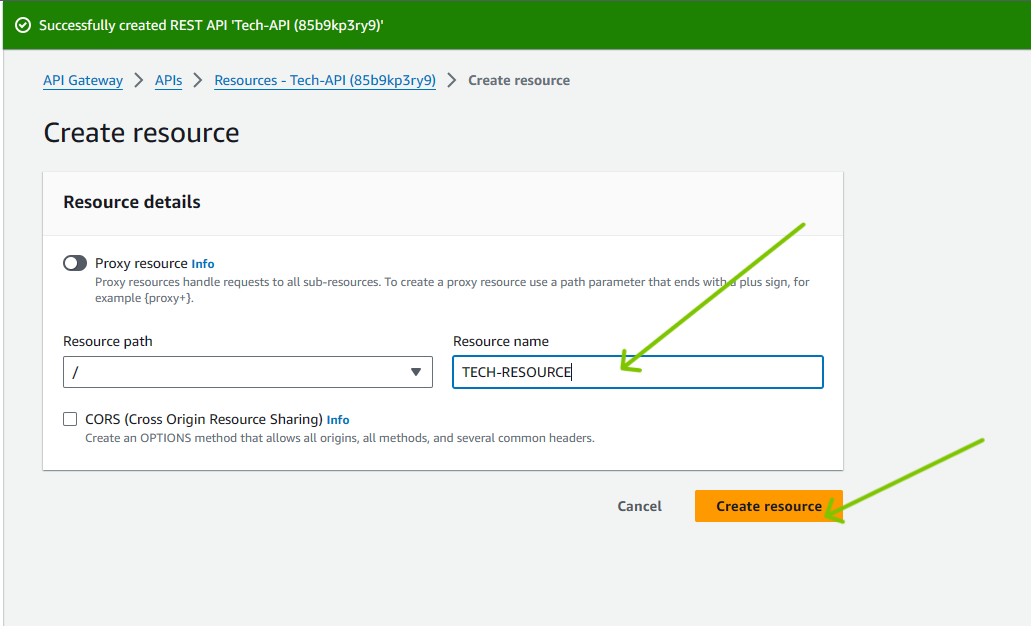 Successfully created REST API 'Tech-API (85b9kp3ry9)'
API Gateway > APIs > Resources - Tech-API (85b9kp3ry9) > Create resource
Create resource
Resource details
Proxy resource Info
Proxy resources handle requests to all sub-resources. To create a proxy resource use a path parameter that ends with a plus sign, for
example {proxy+}.
Resource path
/
Resource name
TECH-RESOURCE
CORS (Cross Origin Resource Sharing) Info
Create an OPTIONS method that allows all origins, all methods, and several common headers.
Cancel
Create resource